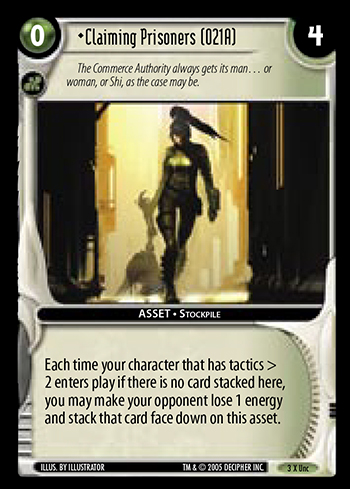 0 •Claiming Prisoners (021A) 4
The Commerce Authority always gets its man… or
woman, or Shi, as the case may be.
ASSET • STOCKPILE
Each time your character that has tactics >
2 enters play if there is no card stacked here,
you may make your opponent lose 1 energy
and stack that card face down on this asset.
ILLUS. BY ILLUSTRATOR TM & © 2005 DECIPHER INC. 3 X Unc